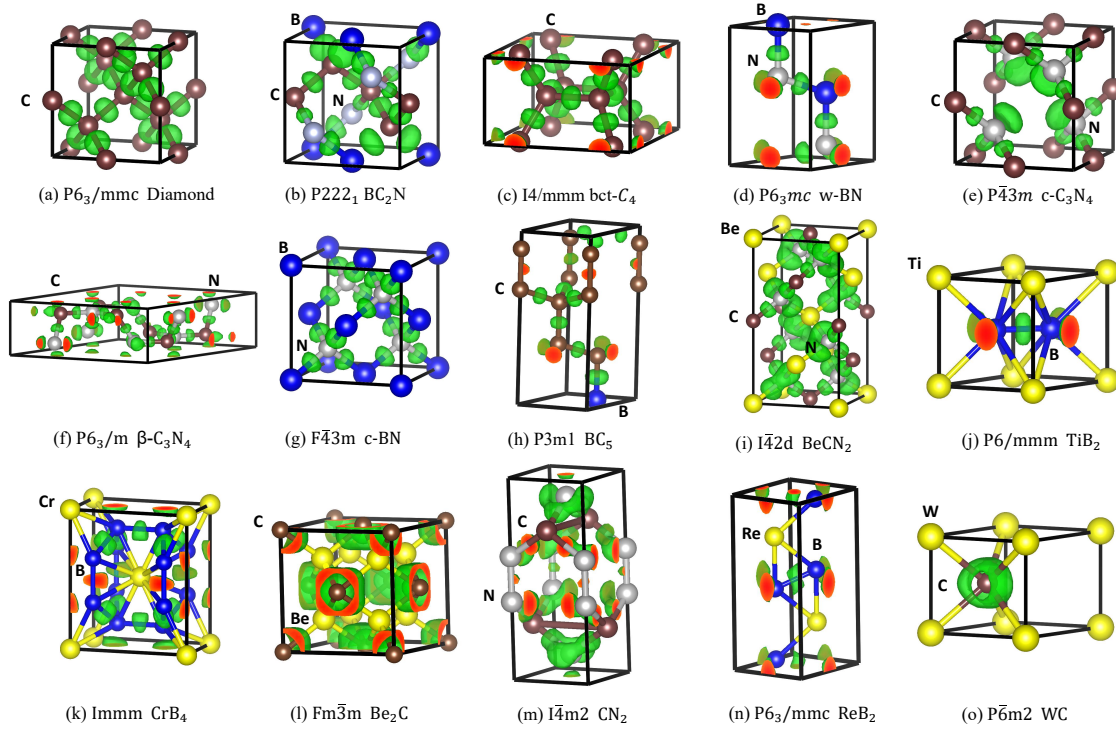 C
B
N
C
(a) P6₃/mmc Diamond
(b) P222₁ BC₂N
C
(c) I4/mmm bct-C₄
B
N
(d) P6₃mc w-BN
C
N
(e) P4̅3m c-C₃N₄
C
N
(f) P6₃/m β-C₃N₄
B
N
(g) F4̅3m c-BN
C
B
(h) P3m1 BC₅
Be
C
N
(i) I4̅2d BeCN₂
Ti
B
(j) P6/mmm TiB₂
Cr
B
(k) Immm CrB₄
C
Be
(l) Fm3̅m Be₂C
C
N
(m) I4̅m2 CN₂
Re
B
(n) P6₃/mmc ReB₂
W
C
(o) P6̅m2 WC